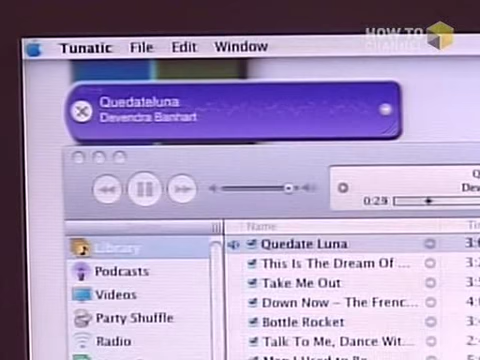 HOW TO
CHANNEL
Tunatic File Edit Window
Quedateluna
Devendra Banhart
0:29
Name
Library
Quedate Luna
Podcasts
This Is The Dream Of ...
Videos
Take Me Out
Down Now – The Frenc...
Party Shuffle
Bottle Rocket
Radio
Talk To Me, Dance Wit...